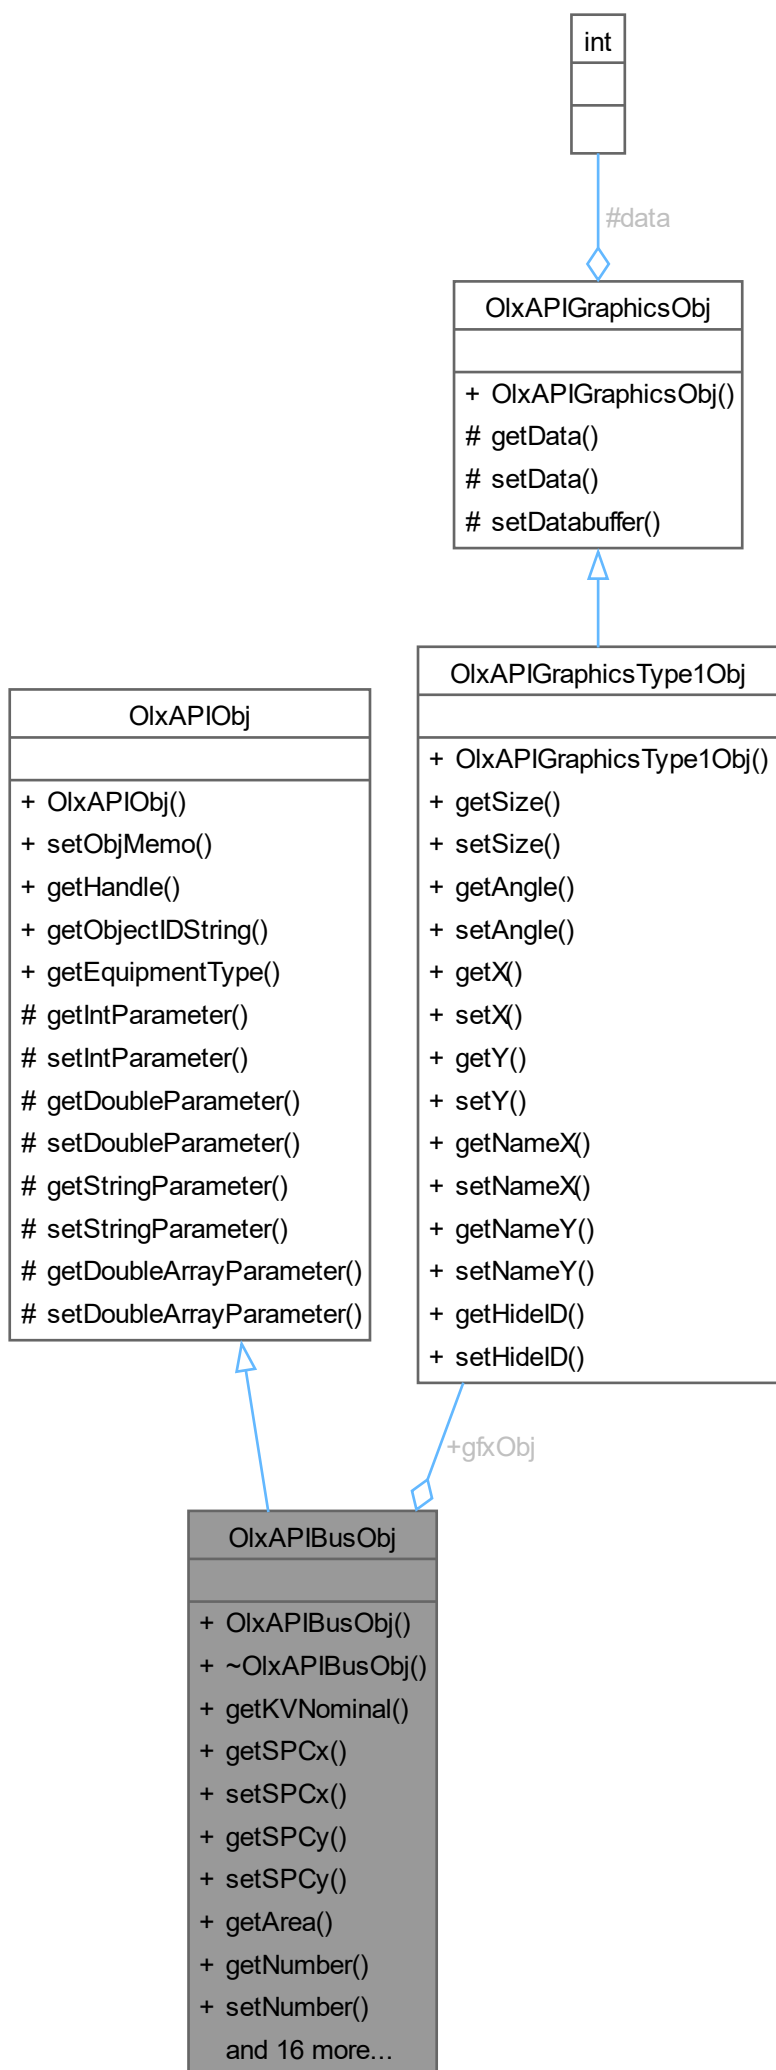 int
#data
OlxAPIGraphicsObj
+ OlxAPIGraphicsObj()
# getData()
# setData()
# setDatabuffer()
OlxAPIGraphicsType1Obj
+ OlxAPIGraphicsType1Obj()
+ getSize()
+ setSize()
+ getAngle()
+ setAngle()
+ getX()
+ setX()
+ getY()
+ setY()
+ getNameX()
+ setNameX()
+ getNameY()
+ setNameY()
+ getHideID()
+ setHideID()
OlxAPIObj
+ OlxAPIObj()
+ setObjMemo()
+ getHandle()
+ getObjectIDString()
+ getEquipmentType()
# getIntParameter()
# setIntParameter()
# getDoubleParameter()
# setDoubleParameter()
# getStringParameter()
# setStringParameter()
# getDoubleArrayParameter()
# setDoubleArrayParameter()
+gfxObj
OlxAPIBusObj
+ OlxAPIBusObj()
+ ~OlxAPIBusObj()
+ getKVNominal()
+ getSPCx()
+ setSPCx()
+ getSPCy()
+ setSPCy()
+ getArea()
+ getNumber()
+ setNumber()
and 16 more...